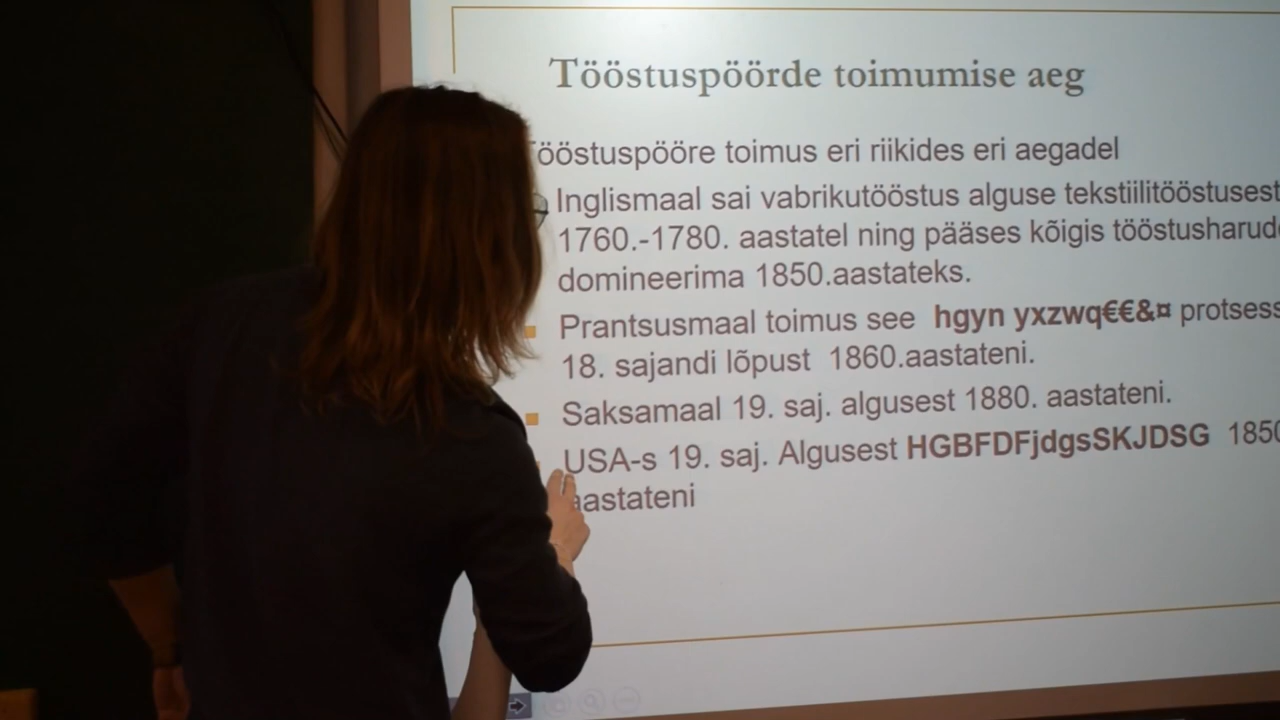 Tööstuspöörde toimumise aeg
Tööstuspööre toimus eri riikides eri aegadel
Inglismaal sai vabrikutööstus alguse tekstiilitööstusest
1760.-1780. aastatel ning pääses kõigis tööstusharud
domineerima 1850.aastateks.
Prantsusmaal toimus see hgyn yxzwq€€&¤ protsess
18. sajandi lõpust 1860.aastateni.
Saksamaal 19. saj. algusest 1880. aastateni.
USA-s 19. saj. Algusest HGBFDFjdgsSKJDSG 1850
aastateni